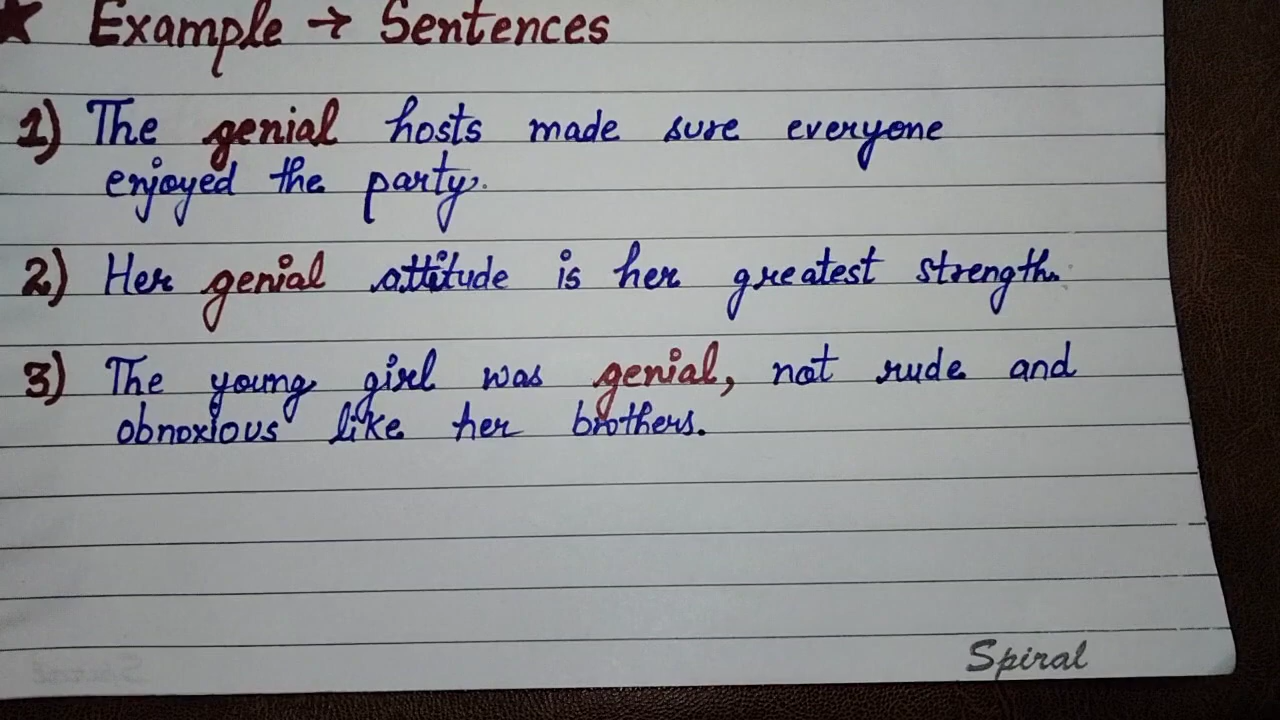 ★ Example → Sentences
1) The genial hosts made sure everyone
enjoyed the party.
2) Her genial attitude is her greatest strength.
3) The young girl was genial, not rude and
obnoxious like her brothers.
Spiral